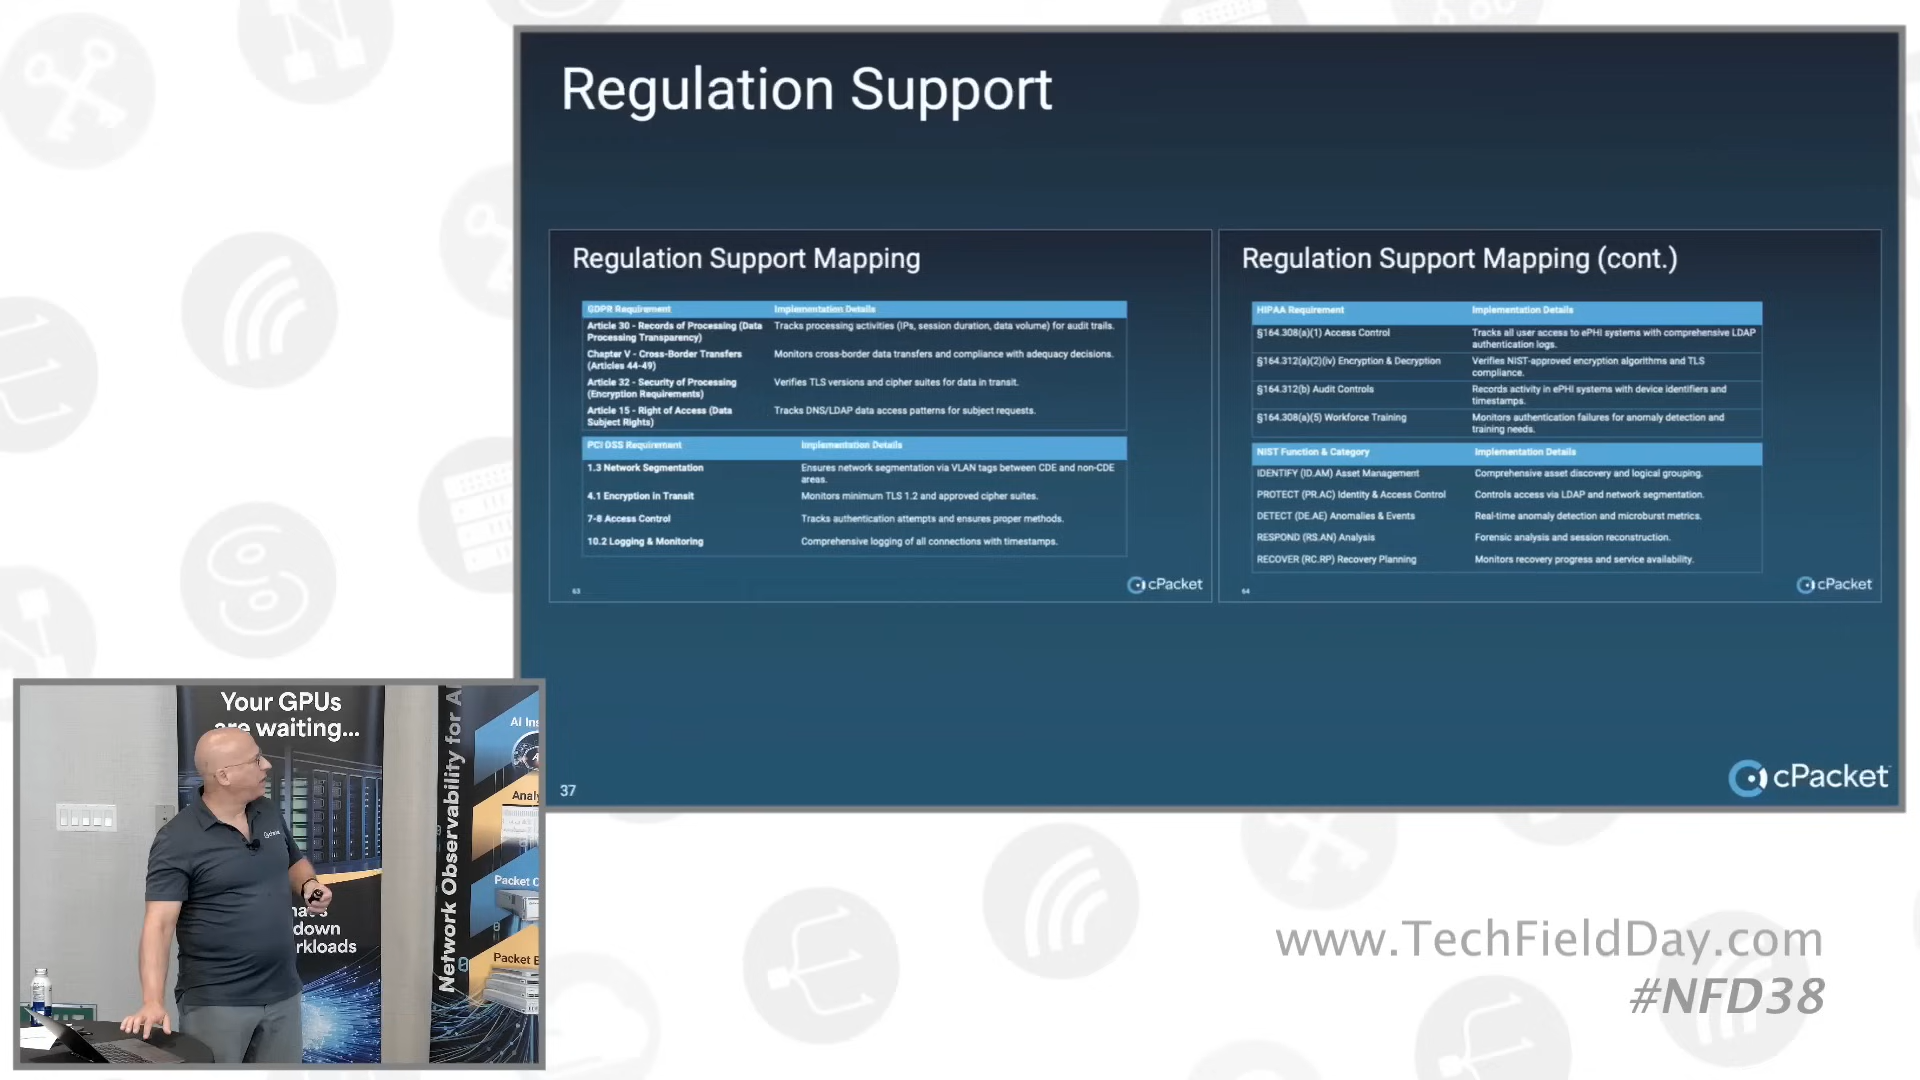 Regulation Support
Regulation Support Mapping
GDPR Requirement Implementation Details
Article 30 - Records of Processing (Data Tracks processing activities (IPs, session duration, data volume) for audit trails.
Processing Transparency)
Chapter V - Cross-Border Transfers Monitors cross-border data transfers and compliance with adequacy decisions.
(Articles 44-49)
Article 32 - Security of Processing Verifies TLS versions and cipher suites for data in transit.
(Encryption Requirements)
Article 15 - Right of Access (Data Tracks DNS/LDAP data access patterns for subject requests.
Subject Rights)
PCI DSS Requirement Implementation Details
1.3 Network Segmentation Ensures network segmentation via VLAN tags between CDE and non-CDE
areas.
4.1 Encryption in Transit Monitors minimum TLS 1.2 and approved cipher suites.
7-8 Access Control Tracks authentication attempts and ensures proper methods.
10.2 Logging & Monitoring Comprehensive logging of all connections with timestamps.
63
cPacket
Regulation Support Mapping (cont.)
HIPAA Requirement Implementation Details
§164.308(a)(1) Access Control Tracks all user access to ePHI systems with comprehensive LDAP
authentication logs.
§164.312(a)(2)(iv) Encryption & Decryption Verifies NIST-approved encryption algorithms and TLS
compliance.
§164.312(b) Audit Controls Records activity in ePHI systems with device identifiers and
timestamps.
§164.308(a)(5) Workforce Training Monitors authentication failures for anomaly detection and
training needs.
NIST Function & Category Implementation Details
IDENTIFY (ID.AM) Asset Management Comprehensive asset discovery and logical grouping.
PROTECT (PR.AC) Identity & Access Control Controls access via LDAP and network segmentation.
DETECT (DE.AE) Anomalies & Events Real-time anomaly detection and microburst metrics.
RESPOND (RS.AN) Analysis Forensic analysis and session reconstruction.
RECOVER (RC.RP) Recovery Planning Monitors recovery progress and service availability.
64
cPacket
37
cPacket
Your GPUs
are waiting...
down
Network Observability for AI
AI
Packet
Packet
www.TechFieldDay.com
#NFD38